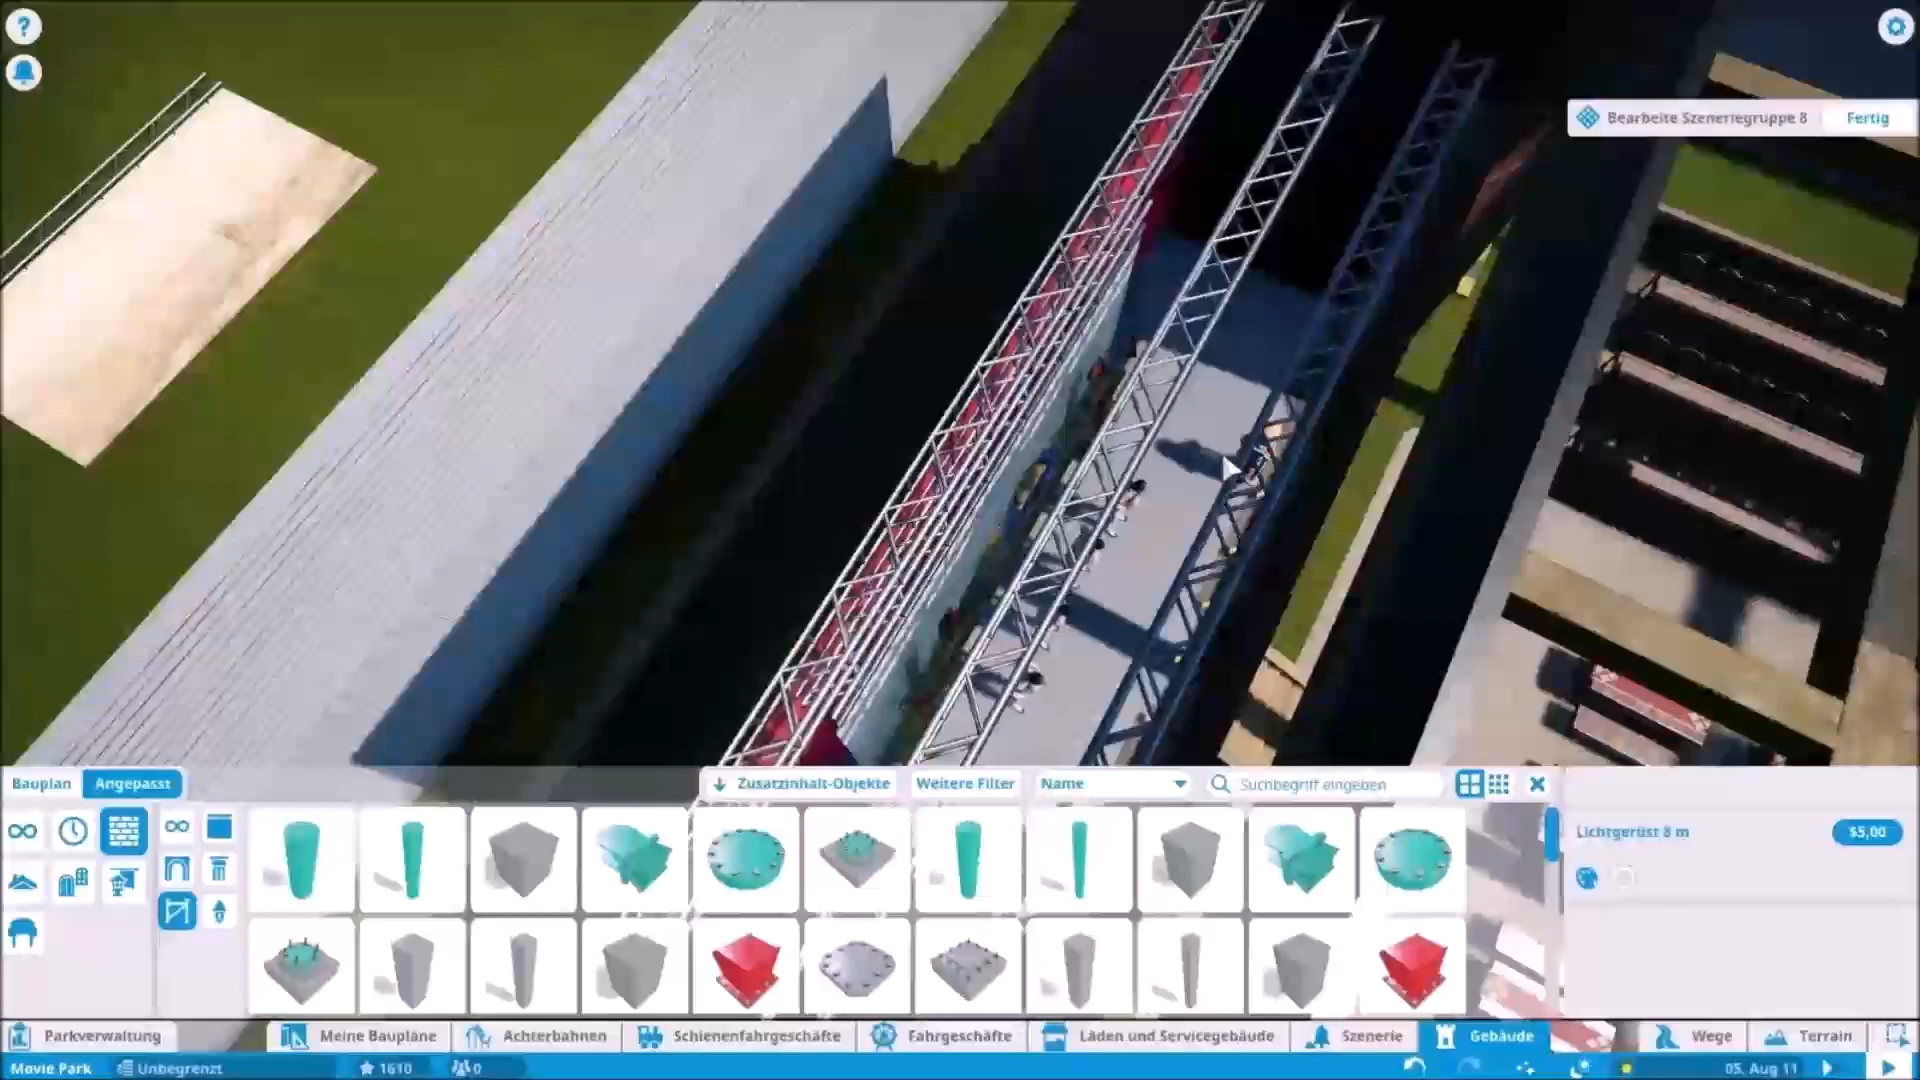 Bearbeite Szeneriegruppe 8 Fertig
Bauplan Angepasst Zusatzinhalt-Objekte Weitere Filter Name Suchbegriff eingeben
Lichtgerüst 8 m $5,00
Parkverwaltung Meine Baupläne Achterbahnen Schienenfahrgeschäfte Fahrgeschäfte Läden und Servicegebäude Szenerie Gebäude Wege Terrain
Movie Park Unbegrenzt 1610 0 05. Aug 11